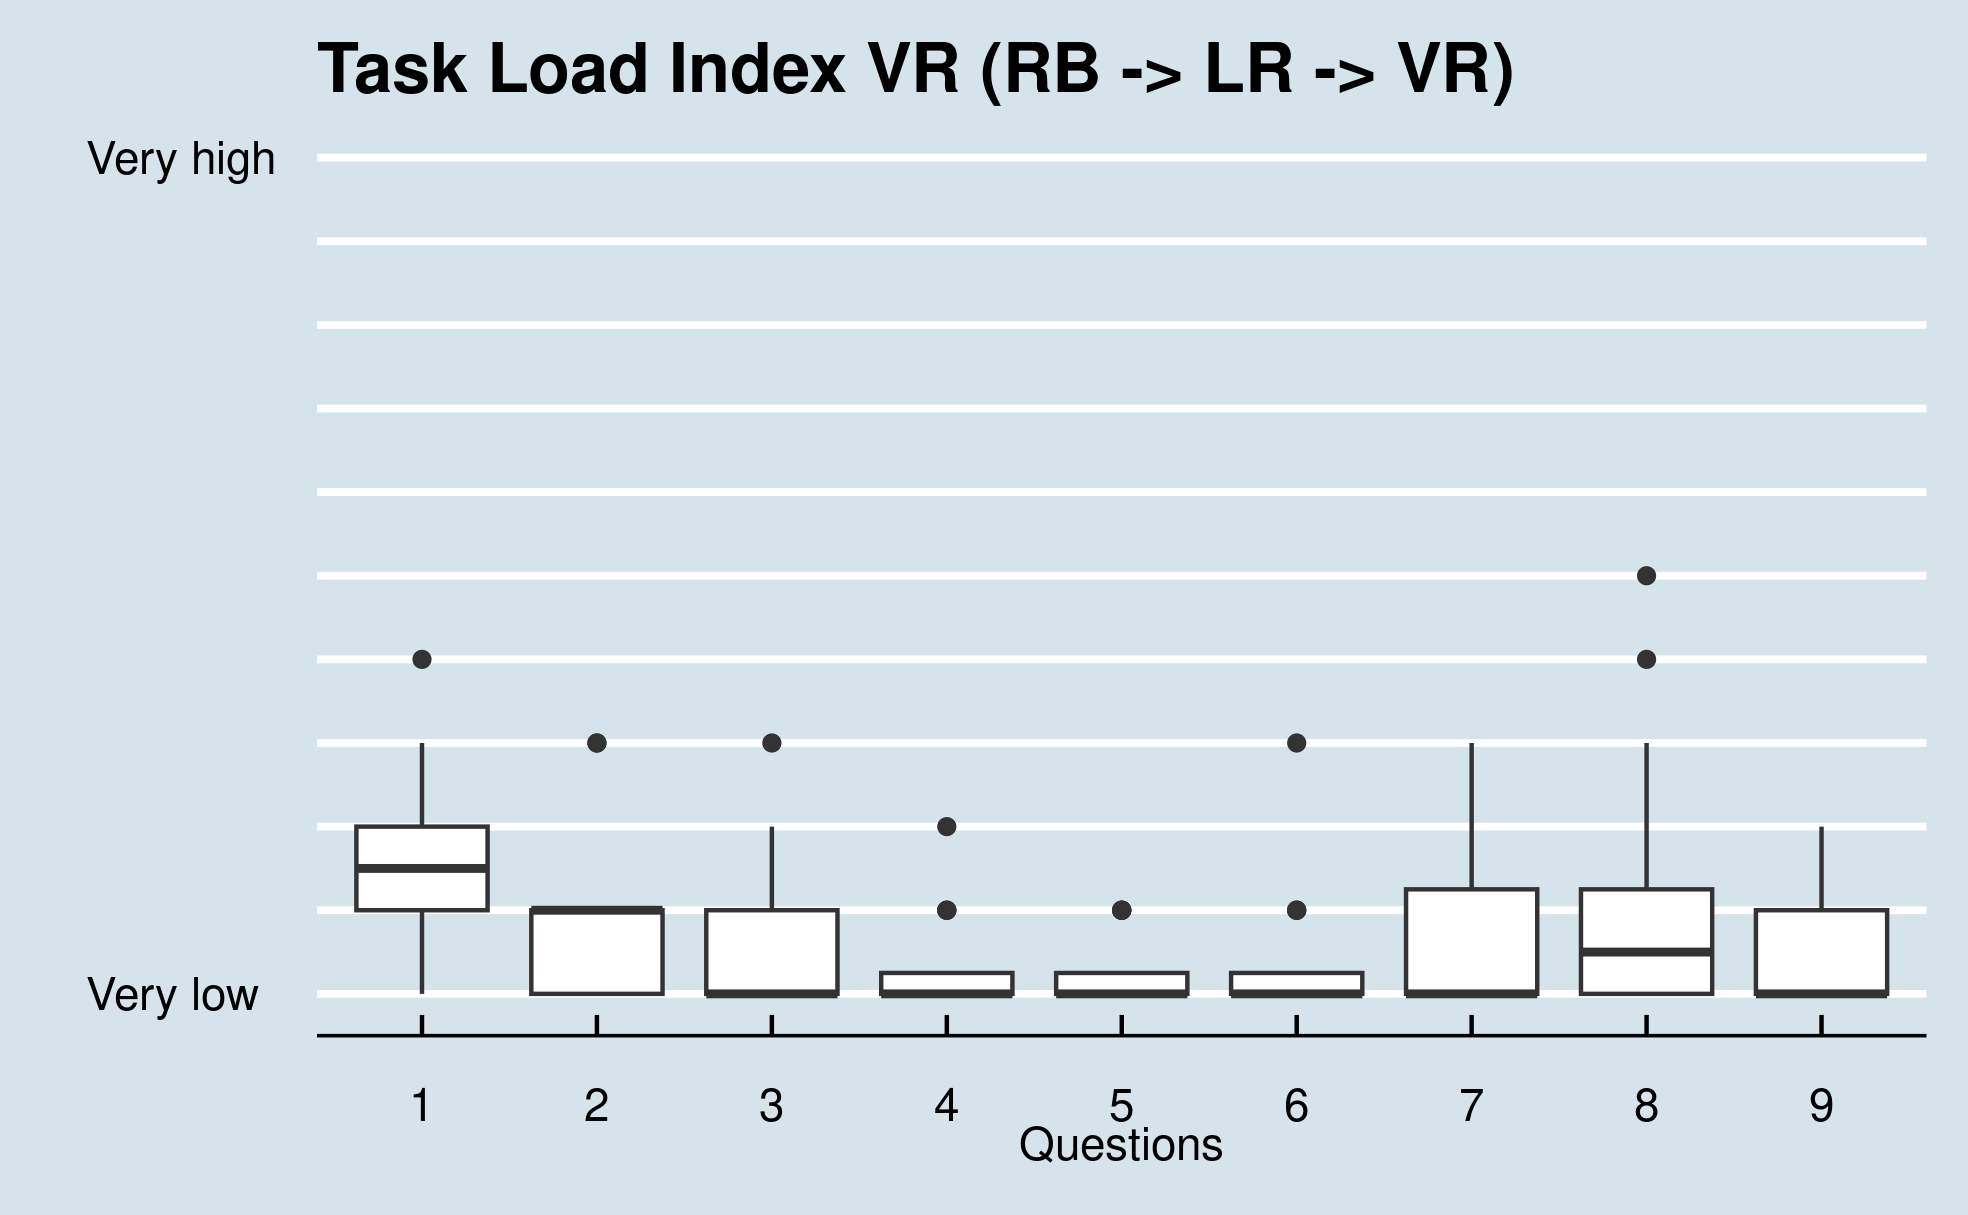 Task Load Index VR (RB -> LR -> VR)
Very high
Very low
1 2 3 4 5 6 7 8 9
Questions